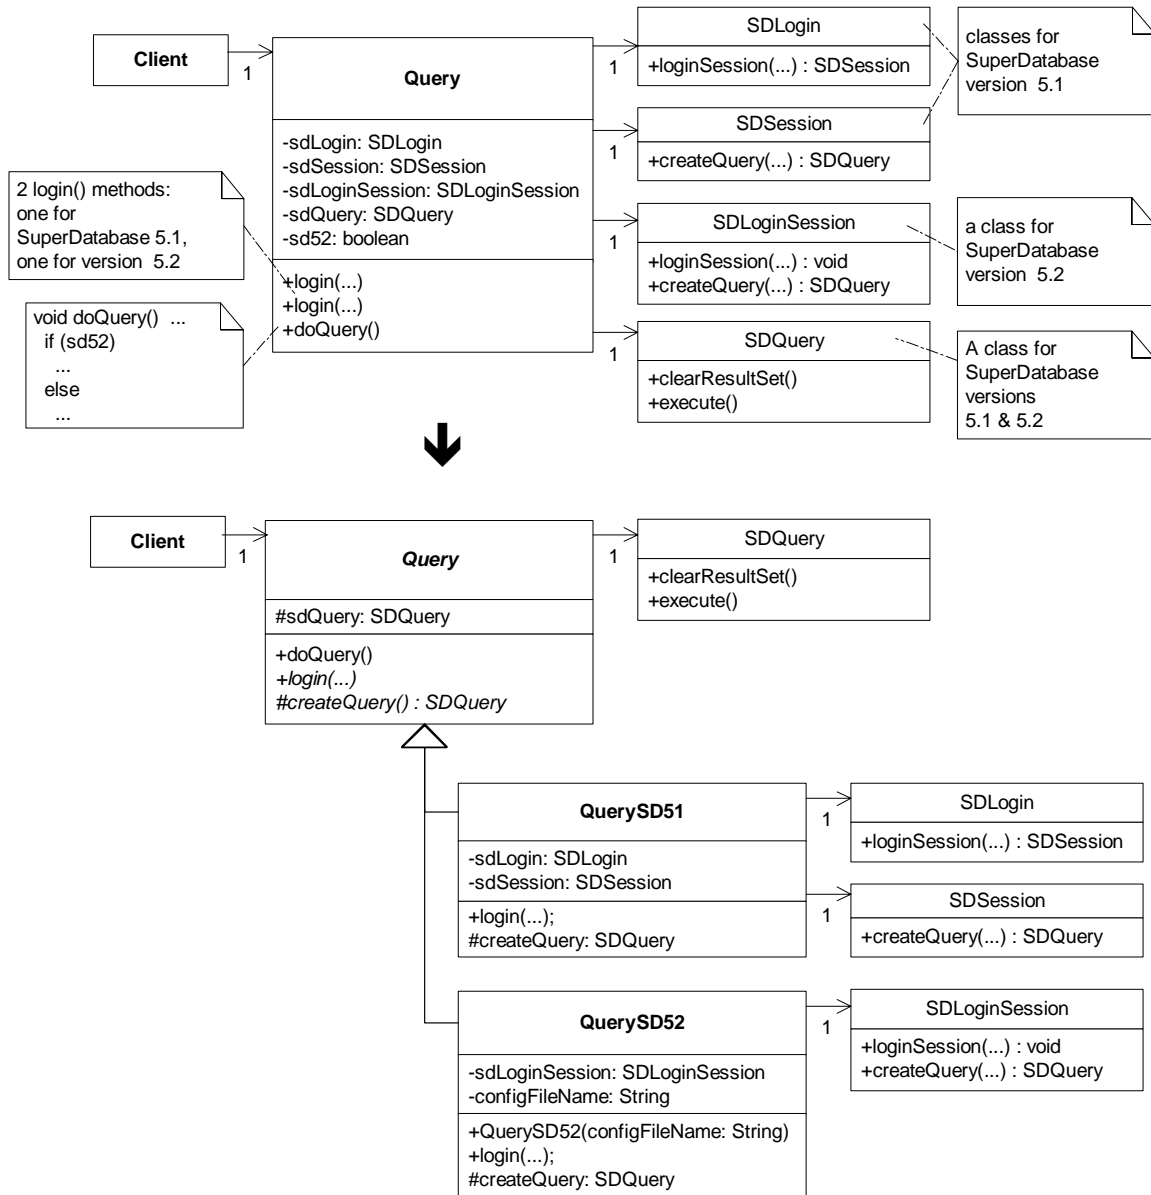 Client
1
Query
-sdLogin: SDLogin
-sdSession: SDSession
-sdLoginSession: SDLoginSession
-sdQuery: SDQuery
-sd52: boolean
+login(...)
+login(...)
+doQuery()
2 login() methods:
one for
SuperDatabase 5.1,
one for version  5.2
void doQuery()  ...
if (sd52)
...
else
...
1
SDLogin
+loginSession(...) : SDSession
1
SDSession
+createQuery(...) : SDQuery
1
SDLoginSession
+loginSession(...) : void
+createQuery(...) : SDQuery
1
SDQuery
+clearResultSet()
+execute()
classes for
SuperDatabase
version  5.1
a class for
SuperDatabase
version  5.2
A class for
SuperDatabase
versions
5.1 & 5.2
Client
1
Query
#sdQuery: SDQuery
+doQuery()
+login(...)
#createQuery() : SDQuery
1
SDQuery
+clearResultSet()
+execute()
QuerySD51
-sdLogin: SDLogin
-sdSession: SDSession
+login(...);
#createQuery: SDQuery
1
SDLogin
+loginSession(...) : SDSession
1
SDSession
+createQuery(...) : SDQuery
QuerySD52
-sdLoginSession: SDLoginSession
-configFileName: String
+QuerySD52(configFileName: String)
+login(...);
#createQuery: SDQuery
1
SDLoginSession
+loginSession(...) : void
+createQuery(...) : SDQuery